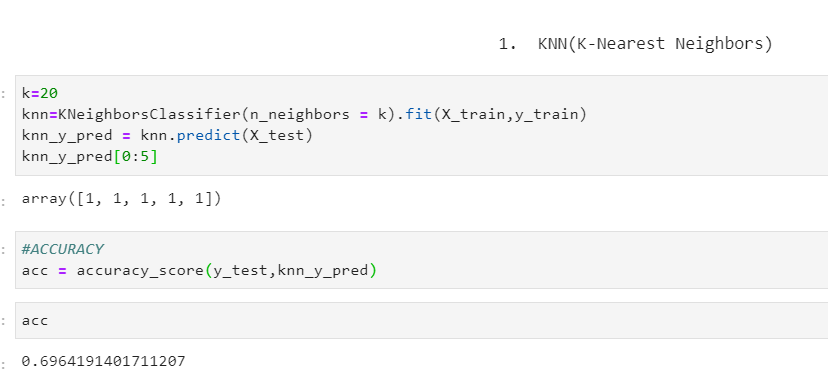 1. KNN(K-Nearest Neighbors)
: k=20
knn=KNeighborsClassifier(n_neighbors = k).fit(X_train,y_train)
knn_y_pred = knn.predict(X_test)
knn_y_pred[0:5]
: array([1, 1, 1, 1, 1])
: #ACCURACY
acc = accuracy_score(y_test,knn_y_pred)
: acc
: 0.6964191401711207